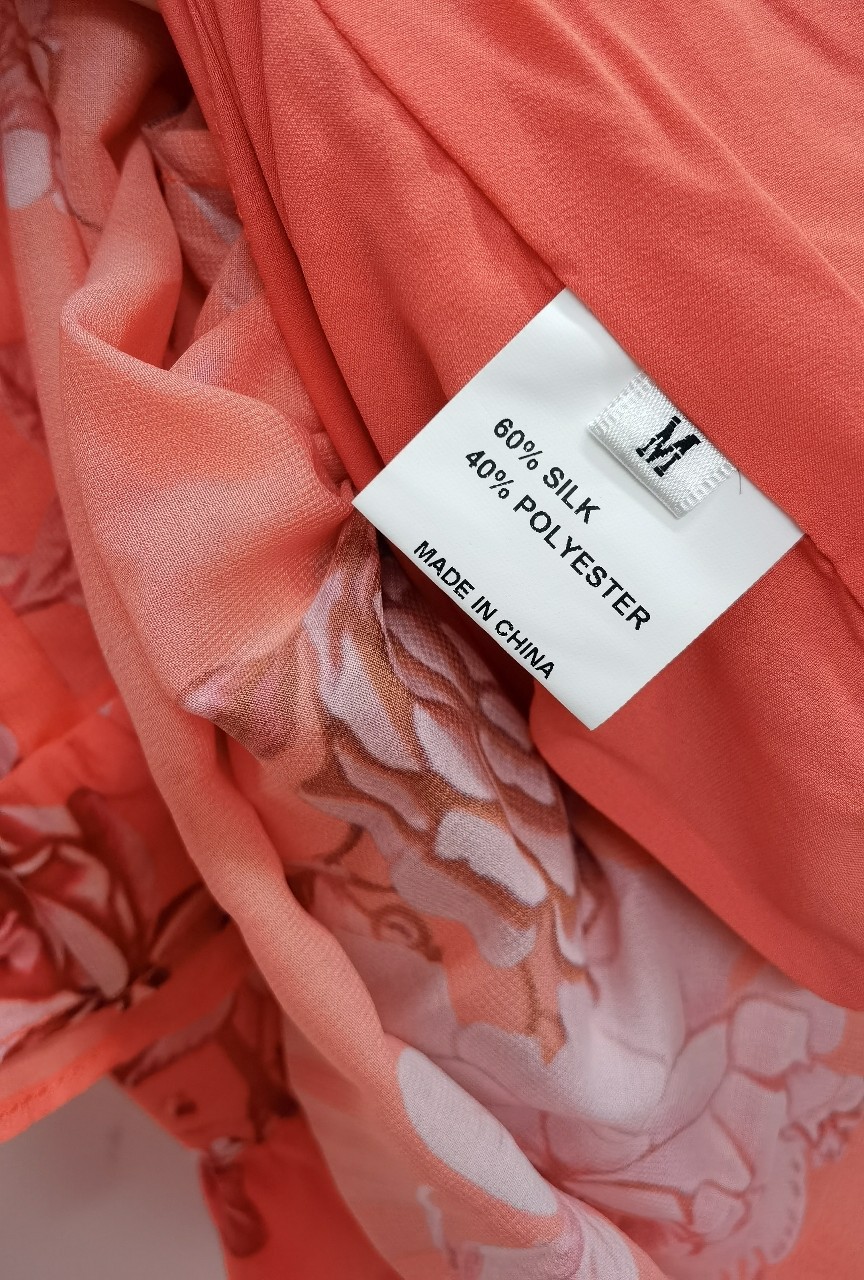 M
60% SILK
40% POLYESTER
MADE IN CHINA